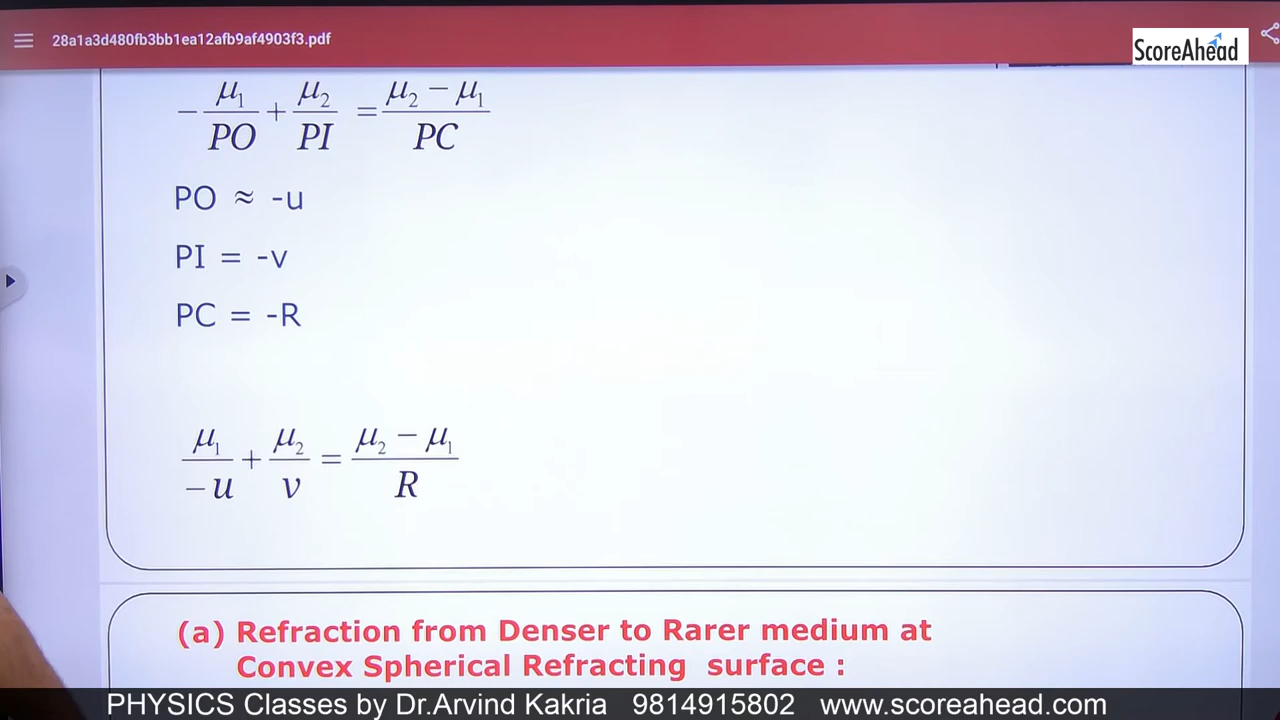 28a1a3d480fb3bb1ea12afb9af4903f3.pdf
ScoreAhead
-μ₁/PO + μ₂/PI = (μ₂ - μ₁)/PC
PO ≈ -u
PI = -v
PC = -R
μ₁/-u + μ₂/v = (μ₂ - μ₁)/R
(a) Refraction from Denser to Rarer medium at
Convex Spherical Refracting surface :
PHYSICS Classes by Dr.Arvind Kakria 9814915802 www.scoreahead.com